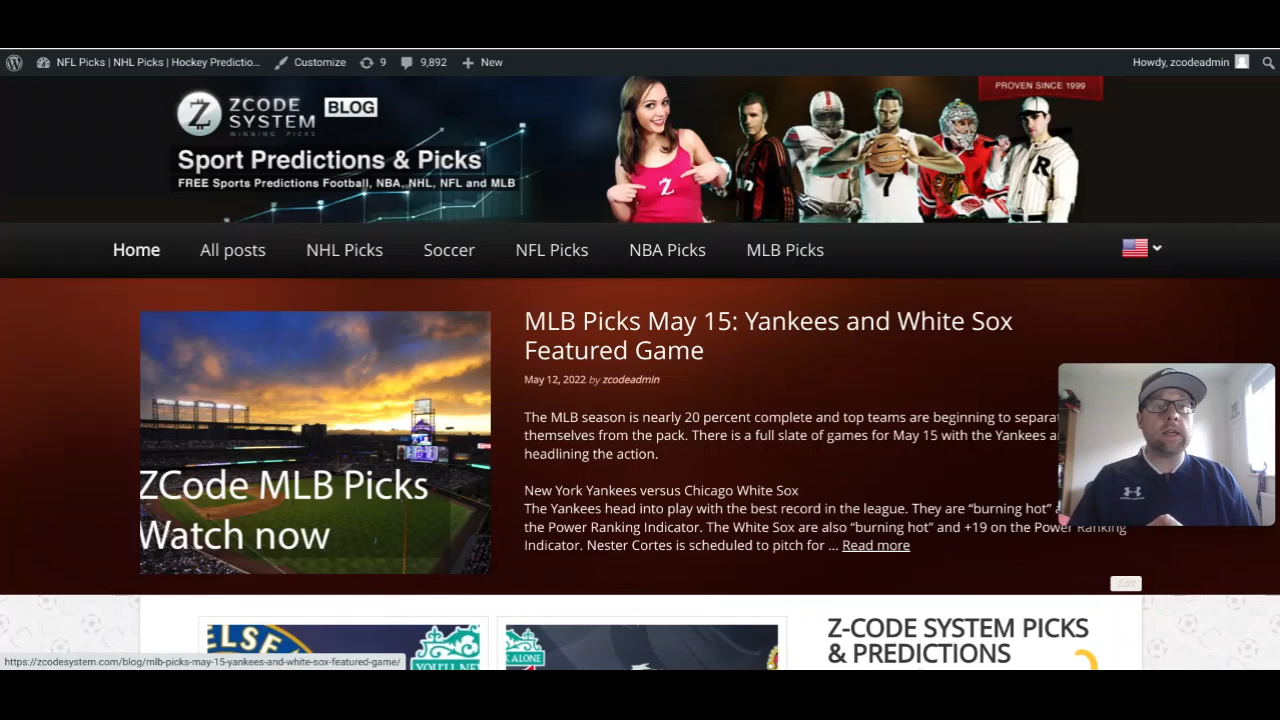 NFL Picks | NHL Picks | Hockey Predictio... Customize 9 9,892 New Howdy, zcodeadmin
ZCODE SYSTEM BLOG
WINNING PICKS
PROVEN SINCE 1999
Z
7
R
Sport Predictions & Picks
FREE Sports Predictions Football, NBA, NHL, NFL and MLB
Home All posts NHL Picks Soccer NFL Picks NBA Picks MLB Picks
ZCode MLB Picks
Watch now
MLB Picks May 15: Yankees and White Sox
Featured Game
May 12, 2022 by zcodeadmin
The MLB season is nearly 20 percent complete and top teams are beginning to
themselves from the pack. There is a full slate of games for May 15 with the Yankees
headlining the action.
New York Yankees versus Chicago White Sox
The Yankees head into play with the best record in the league. They are “burning hot”
the Power Ranking Indicator. The White Sox are also “burning hot” and +19 on the Power Ranking
Indicator. Nester Cortes is scheduled to pitch for ... Read more
Edit
Z-CODE SYSTEM PICKS
& PREDICTIONS
https://zcodesystem.com/blog/mlb-picks-may-15-yankees-and-white-sox-featured-game/